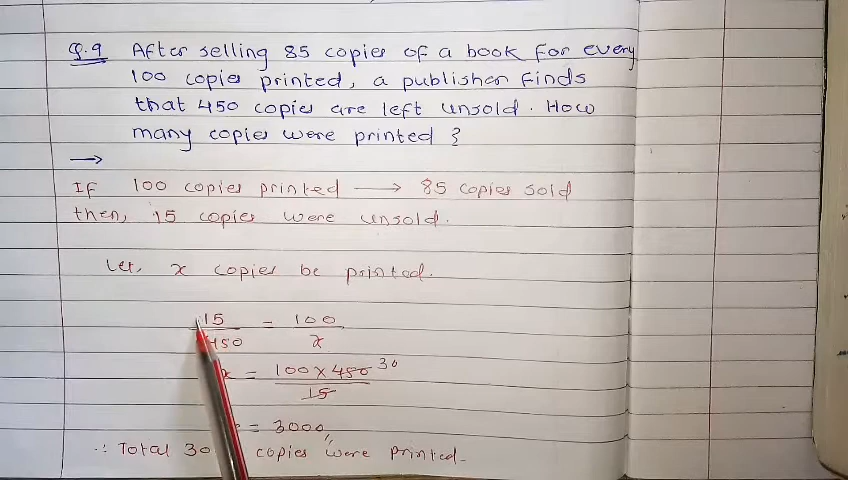 Q.9 After selling 85 copies of a book for every
100 copies printed, a publisher finds
that 450 copies are left unsold. How
many copies were printed ?
→
If 100 copies printed → 85 copies sold
then, 15 copies were unsold.
Let, x copies be printed.
15 = 100
450 x
x = 100 × 450 30
15
= 3000
∴ Total 30 copies were printed.